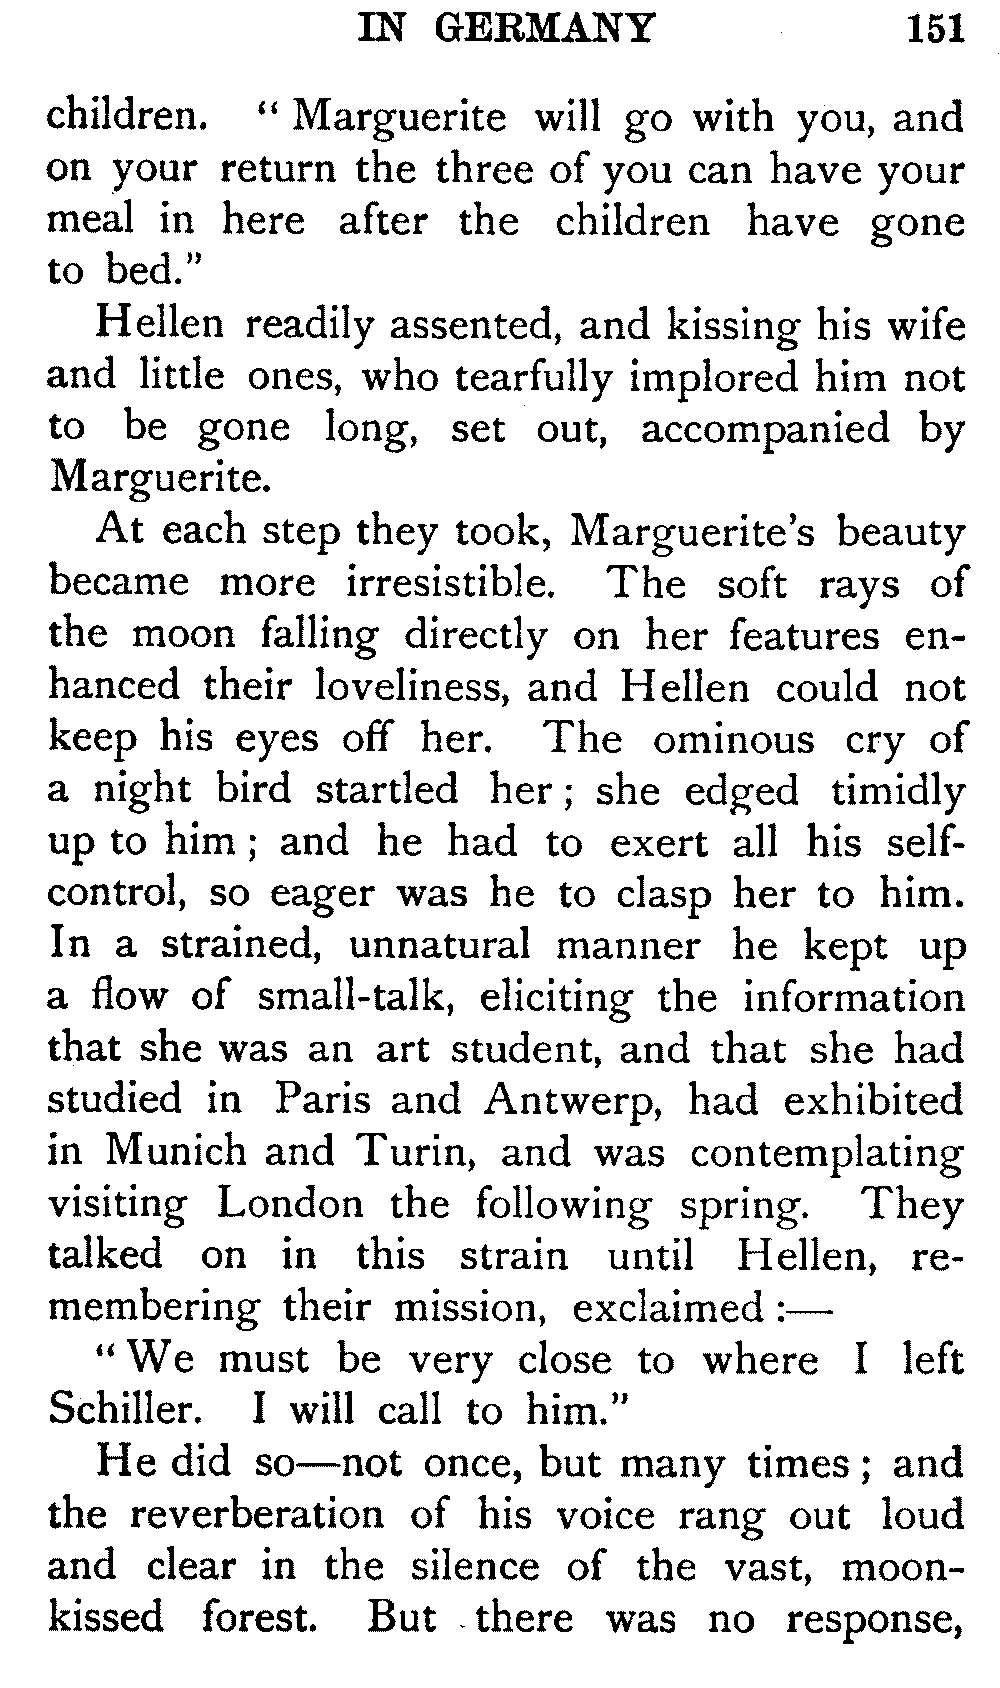 IN GERMANY 151
children. “ Marguerite will go with you, and
on your return the three of you can have your
meal in here after the children have gone
to bed.”
Hellen readily assented, and kissing his wife
and little ones, who tearfully implored him not
to be gone long, set out, accompanied by
Marguerite.
At each step they took, Marguerite’s beauty
became more irresistible. The soft rays of
the moon falling directly on her features en-
hanced their loveliness, and Hellen could not
keep his eyes off her. The ominous cry of
a night bird startled her ; she edged timidly
up to him ; and he had to exert all his self-
control, so eager was he to clasp her to him.
In a strained, unnatural manner he kept up
a flow of small-talk, eliciting the information
that she was an art student, and that she had
studied in Paris and Antwerp, had exhibited
in Munich and Turin, and was contemplating
visiting London the following spring. They
talked on in this strain until Hellen, re-
membering their mission, exclaimed :—
“ We must be very close to where I left
Schiller. I will call to him.”
He did so—not once, but many times ; and
the reverberation of his voice rang out loud
and clear in the silence of the vast, moon-
kissed forest. But there was no response,